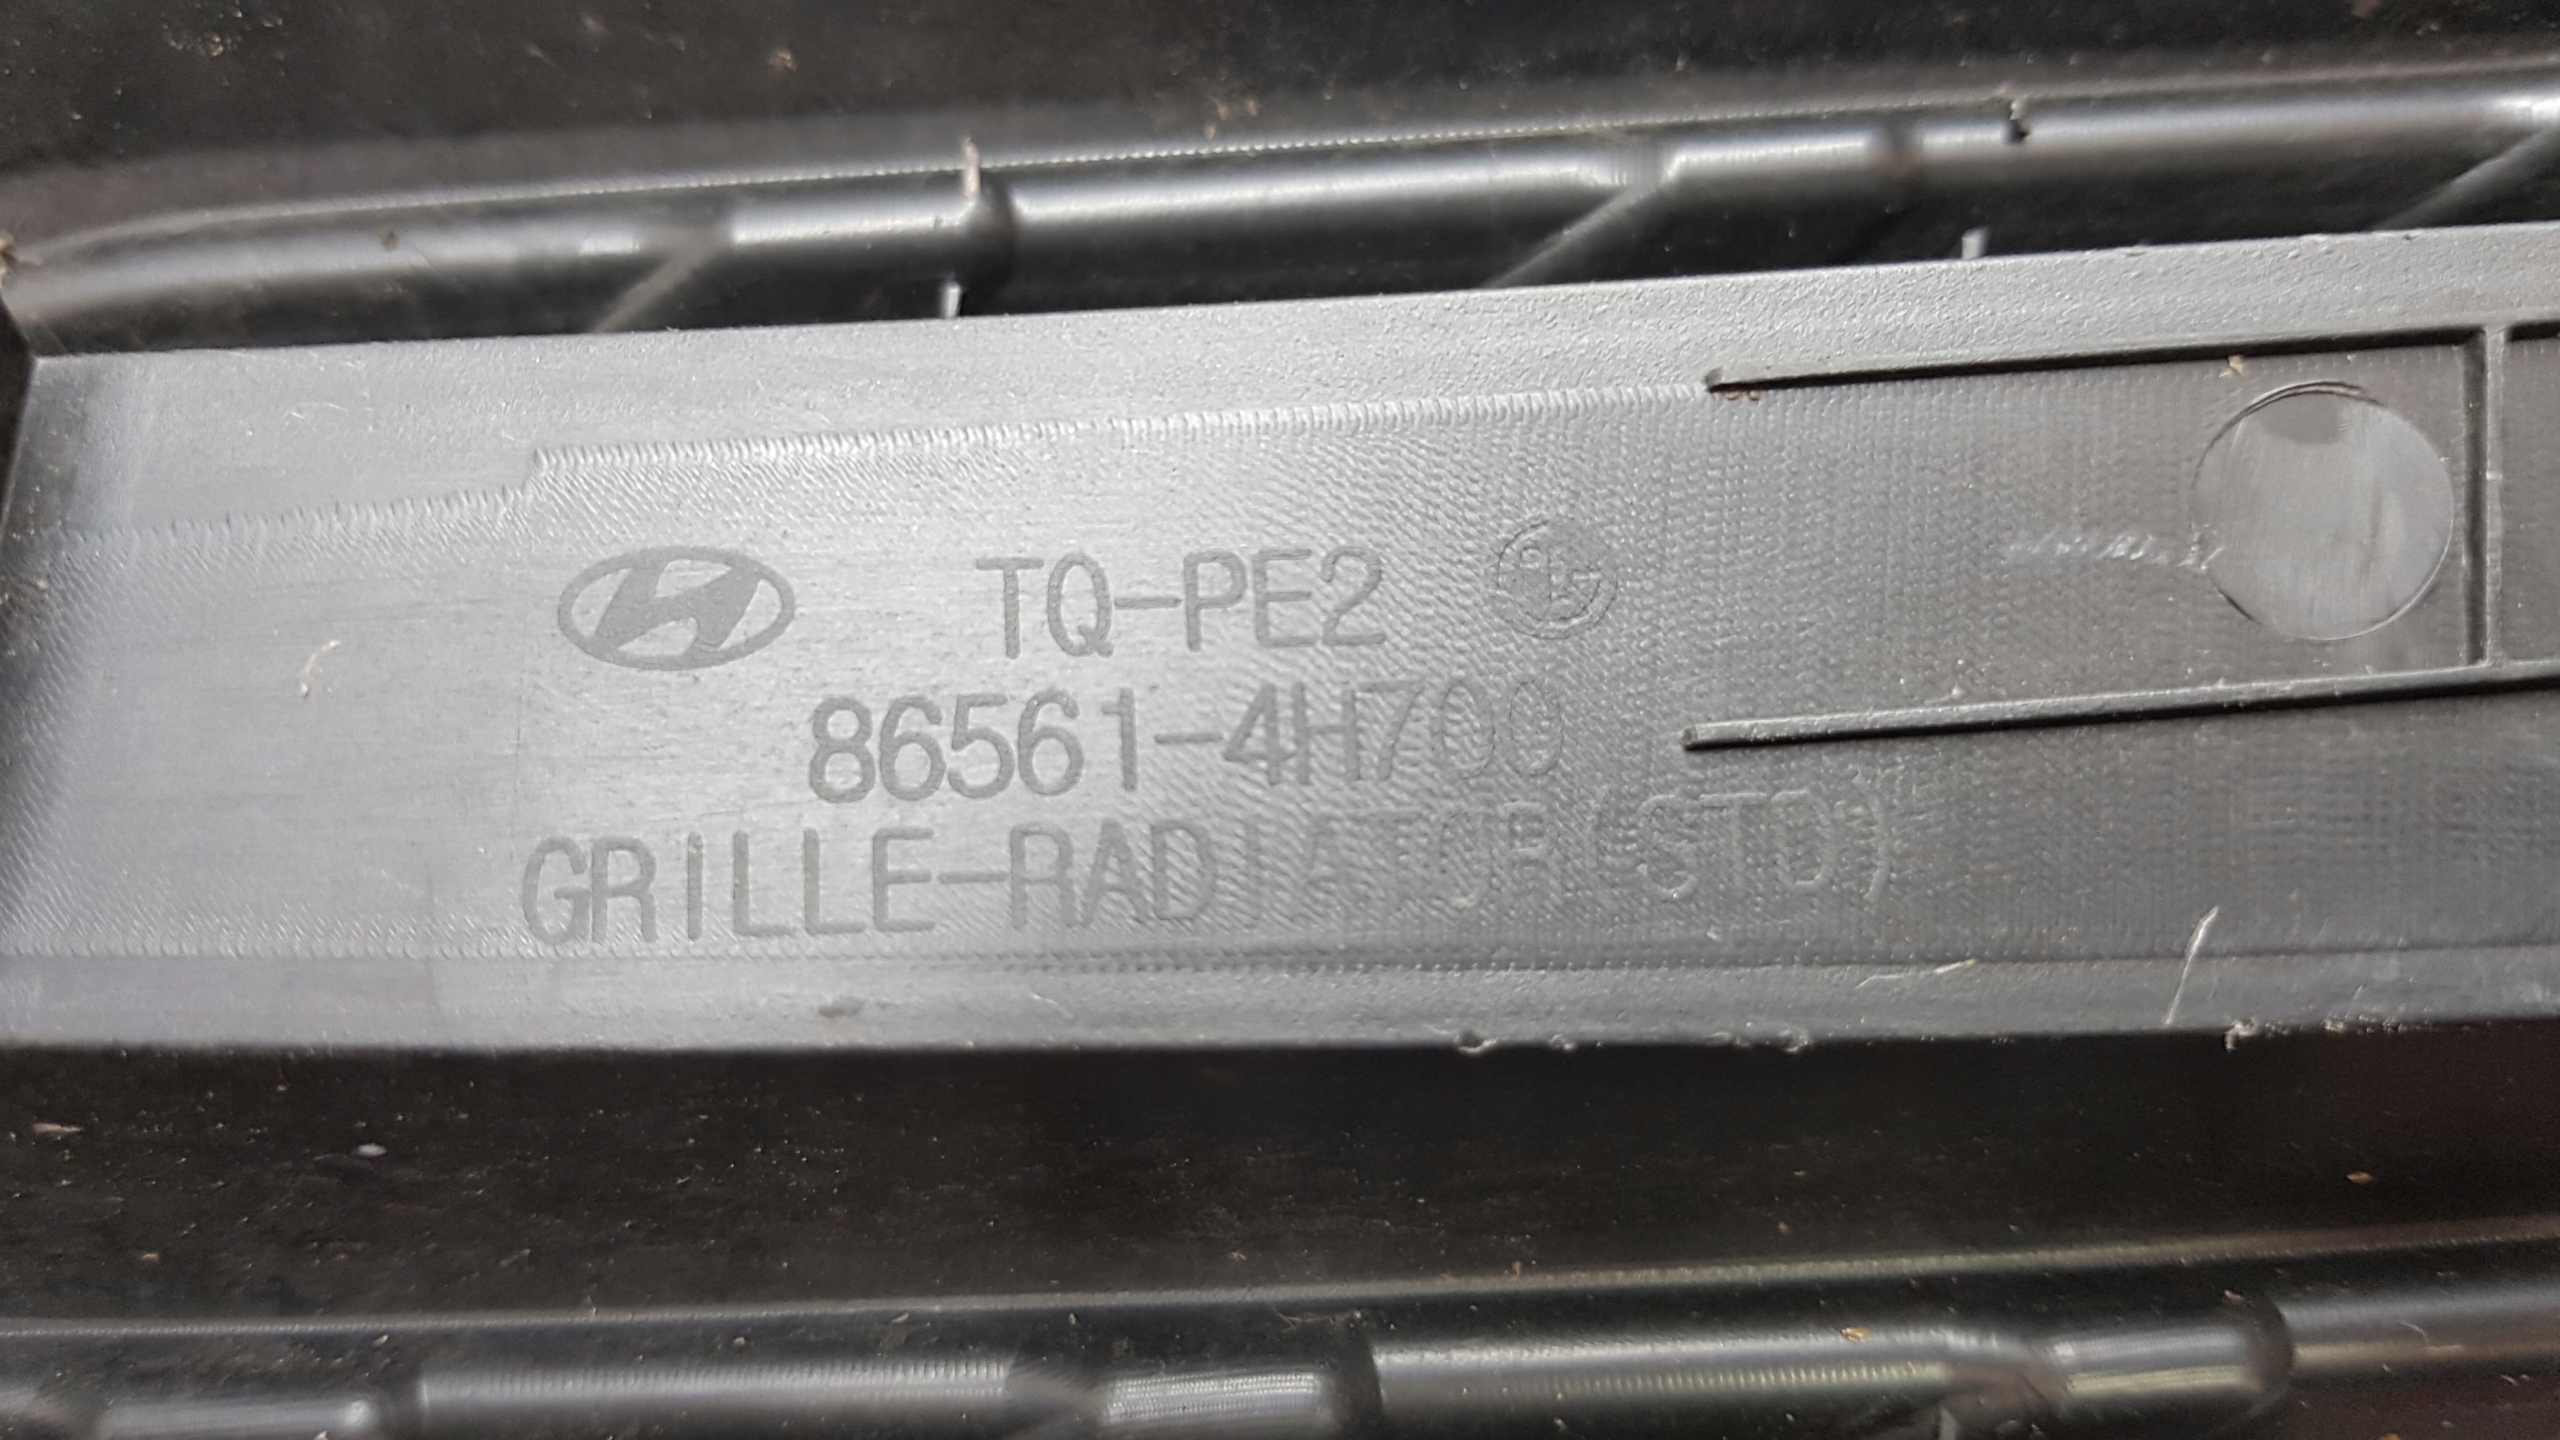 TQ-PE2
86561-4H700
GRILLE-RADIATOR(STD)